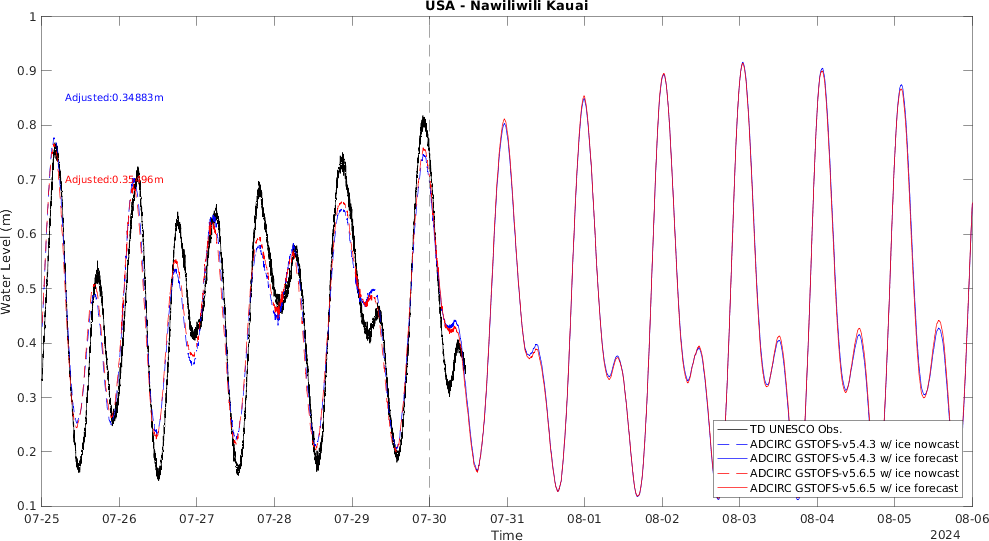 USA - Nawiliwili Kauai
1
0.9
0.8
0.7
0.6
0.5
0.4
0.3
0.2
0.1
Water Level (m)
Adjusted:0.34883m
TD UNESCO Obs.
ADCIRC GSTOFS-v5.4.3 w/ ice nowcast
ADCIRC GSTOFS-v5.4.3 w/ ice forecast
ADCIRC GSTOFS-v5.6.5 w/ ice nowcast
ADCIRC GSTOFS-v5.6.5 w/ ice forecast
07-25 07-26 07-27 07-28 07-29 07-30 07-31 08-01 08-02 08-03 08-04 08-05 08-06
Time
2024